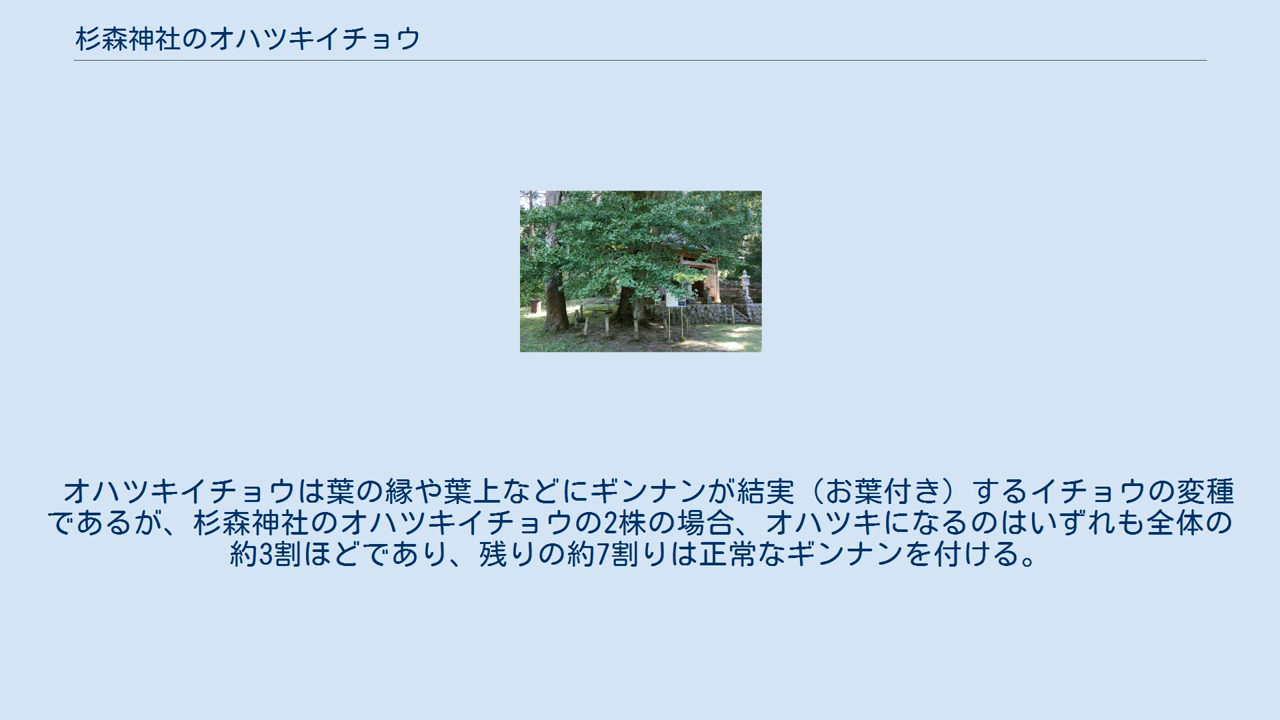 杉森神社のオハツキイチョウ
オハツキイチョウは葉の縁や葉上などにギンナンが結実（お葉付き）するイチョウの変種
であるが、杉森神社のオハツキイチョウの2株の場合、オハツキになるのはいずれも全体の
約3割ほどであり、残りの約7割りは正常なギンナンを付ける。